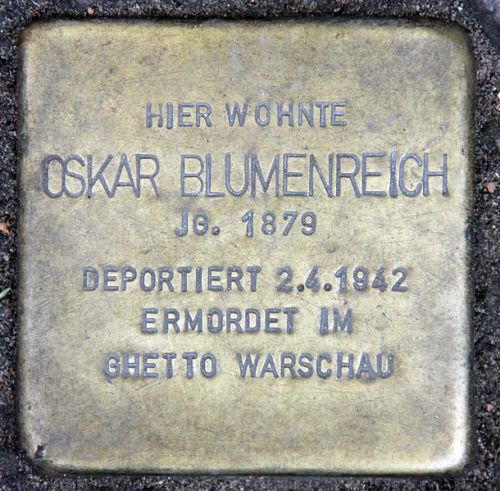 HIER WOHNTE
OSKAR BLUMENREICH
JG. 1879
DEPORTIERT 2.4.1942
ERMORDET IM
GHETTO WARSCHAU